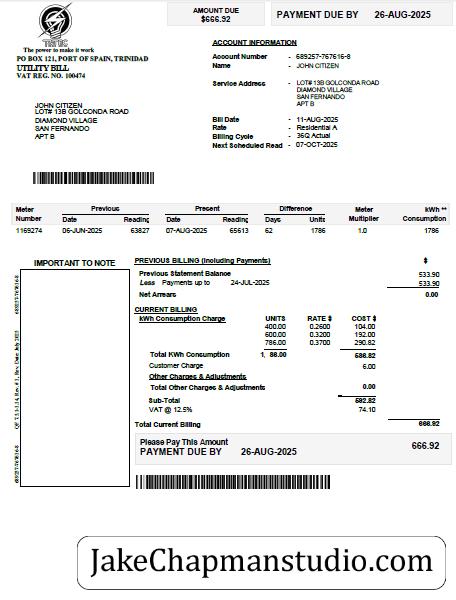 AMOUNT DUE
$666.92
PAYMENT DUE BY 26-AUG-2025
The power to make it work
PO BOX 121, PORT OF SPAIN, TRINIDAD
UTILITY BILL
VAT REG. NO. 100474
ACCOUNT INFORMATION
Account Number - 689257-767616-8
Name - JOHN CITIZEN
Service Address - LOT# 13B GOLCONDA ROAD
DIAMOND VILLAGE
SAN FERNANDO
APT B
JOHN CITIZEN
LOT# 13B GOLCONDA ROAD
DIAMOND VILLAGE
SAN FERNANDO
APT B
Bill Date - 11-AUG-2025
Rate - Residential A
Billing Cycle - 36Q Actual
Next Scheduled Read - 07-OCT-2025
Meter Previous Present Difference Meter kWh **
Number Date Reading Date Reading Days Units Multiplier Consumption
1169274 06-JUN-2025 63827 07-AUG-2025 65613 62 1786 1.0 1786
IMPORTANT TO NOTE
PREVIOUS BILLING (Including Payments) $
Previous Statement Balance 533.90
Less Payments up to 24-JUL-2025 533.90
Net Arrears 0.00
CURRENT BILLING
kWh Consumption Charge UNITS RATE $ COST $
400.00 0.2600 104.00
600.00 0.3200 192.00
786.00 0.3700 290.82
Total KWh Consumption 1, 86.00 586.82
Customer Charge 6.00
Other Charges & Adjustments
Total Other Charges & Adjustments 0.00
Sub-Total 592.82
VAT @ 12.5% 74.10
Total Current Billing 666.92
Please Pay This Amount 666.92
PAYMENT DUE BY 26-AUG-2025
689257-767616-8
689257-767616-8
JakeChapmanstudio.com